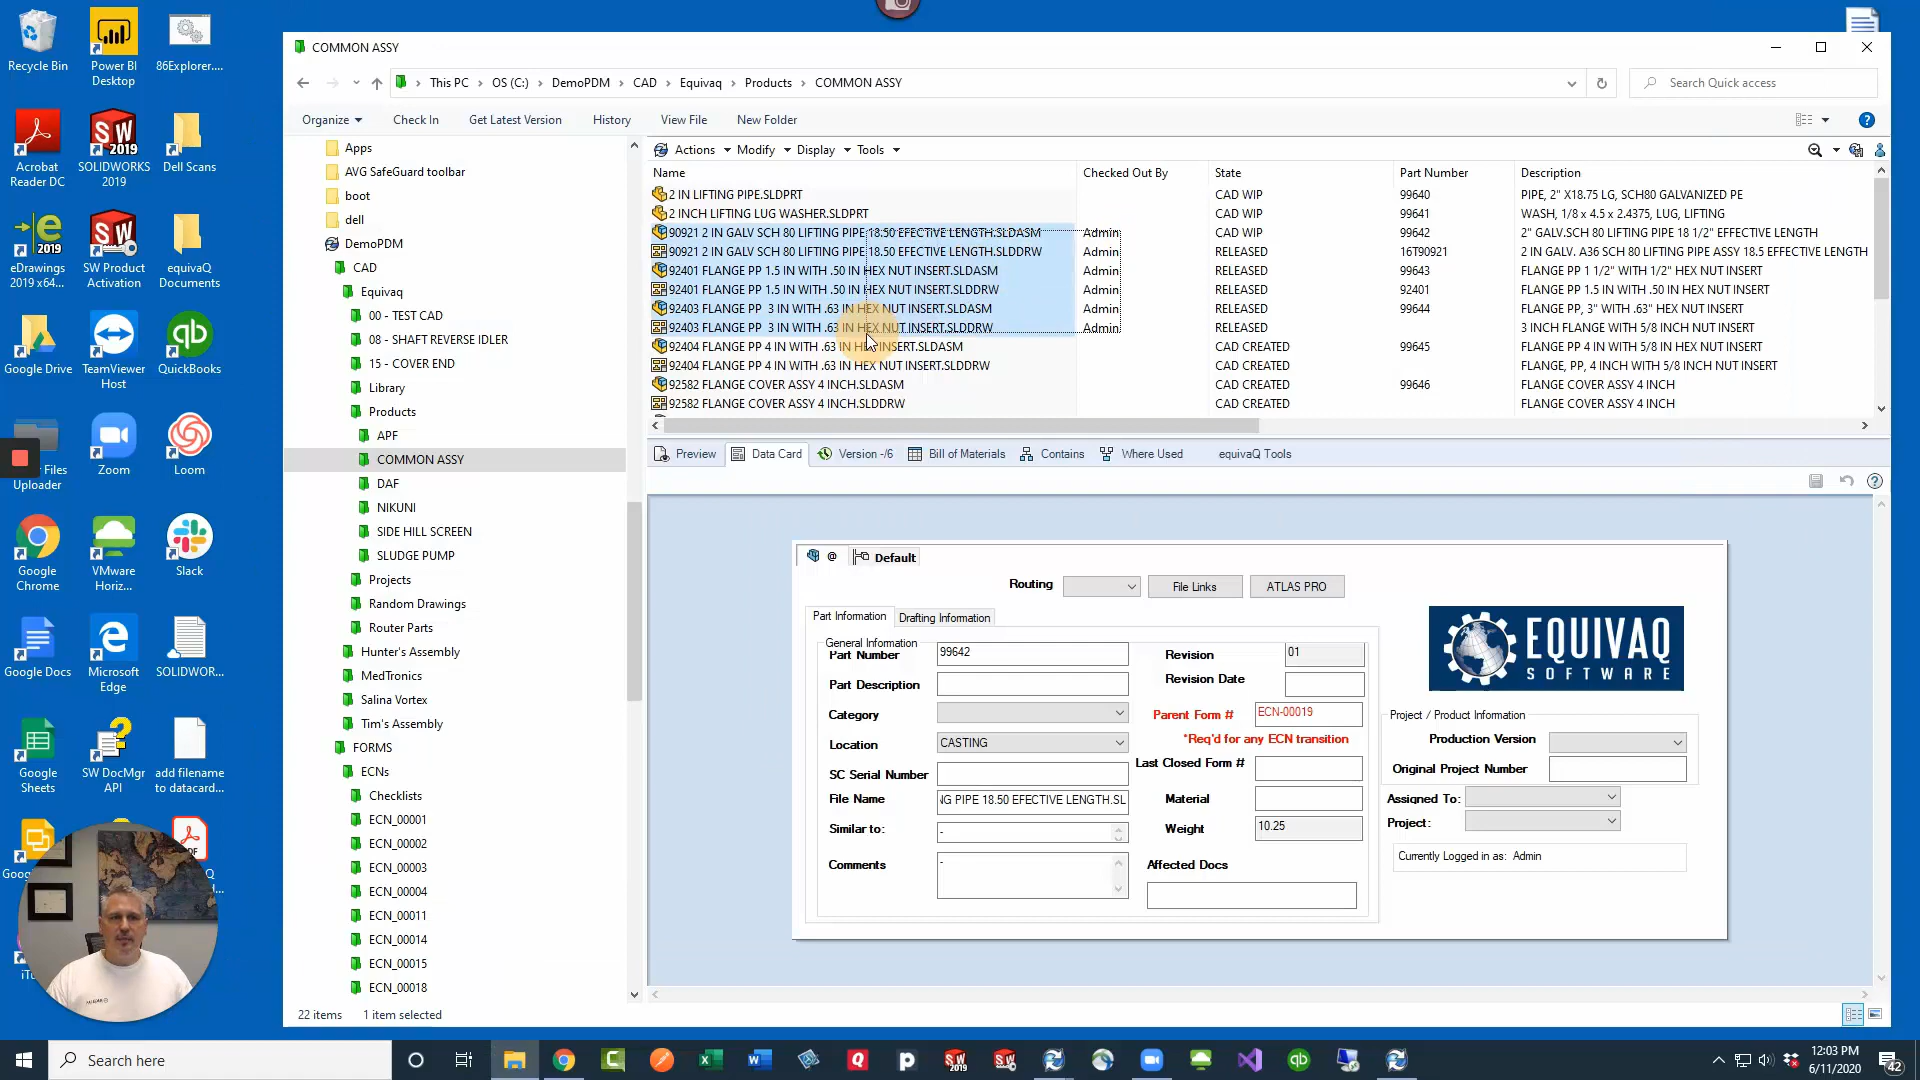 Recycle Bin
Power BI Desktop
86Explorer....
Acrobat Reader DC
SOLIDWORKS 2019
Dell Scans
eDrawings 2019 x64...
SW Product Activation
equivaQ Documents
Google Drive
TeamViewer Host
QuickBooks
Files Uploader
Zoom
Loom
Google Chrome
VMware Horiz...
Slack
Google Docs
Microsoft Edge
SOLIDWOR...
Google Sheets
SW DocMgr API
add filename to datacard...
COMMON ASSY
This PC > OS (C:) > DemoPDM > CAD > Equivaq > Products > COMMON ASSY
Search Quick access
Organize Check In Get Latest Version History View File New Folder
Apps
AVG SafeGuard toolbar
boot
dell
DemoPDM
CAD
Equivaq
00 - TEST CAD
08 - SHAFT REVERSE IDLER
15 - COVER END
Library
Products
APF
COMMON ASSY
DAF
NIKUNI
SIDE HILL SCREEN
SLUDGE PUMP
Projects
Random Drawings
Router Parts
Hunter's Assembly
MedTronics
Salina Vortex
Tim's Assembly
FORMS
ECNs
Checklists
ECN_00001
ECN_00002
ECN_00003
ECN_00004
ECN_00011
ECN_00014
ECN_00015
ECN_00018
22 items 1 item selected
Actions Modify Display Tools
Name Checked Out By State Part Number Description
2 IN LIFTING PIPE.SLDPRT CAD WIP 99640 PIPE, 2" X18.75 LG, SCH80 GALVANIZED PE
2 INCH LIFTING LUG WASHER.SLDPRT CAD WIP 99641 WASH, 1/8 x 4.5 x 2.4375, LUG, LIFTING
90921 2 IN GALV SCH 80 LIFTING PIPE 18.50 EFECTIVE LENGTH.SLDASM Admin CAD WIP 99642 2" GALV.SCH 80 LIFTING PIPE 18 1/2" EFFECTIVE LENGTH
90921 2 IN GALV SCH 80 LIFTING PIPE 18.50 EFECTIVE LENGTH.SLDDRW Admin RELEASED 16T90921 2 IN GALV. A36 SCH 80 LIFTING PIPE ASSY 18.5 EFFECTIVE LENGTH
92401 FLANGE PP 1.5 IN WITH .50 IN HEX NUT INSERT.SLDASM Admin RELEASED 99643 FLANGE PP 1 1/2" WITH 1/2" HEX NUT INSERT
92401 FLANGE PP 1.5 IN WITH .50 IN HEX NUT INSERT.SLDDRW Admin RELEASED 92401 FLANGE PP 1.5 IN WITH .50 IN HEX NUT INSERT
92403 FLANGE PP 3 IN WITH .63 IN HEX NUT INSERT.SLDASM Admin RELEASED 99644 FLANGE PP, 3" WITH .63" HEX NUT INSERT
92403 FLANGE PP 3 IN WITH .63 IN HEX NUT INSERT.SLDDRW Admin RELEASED 3 INCH FLANGE WITH 5/8 INCH NUT INSERT
92404 FLANGE PP 4 IN WITH .63 IN HEX INSERT.SLDASM CAD CREATED 99645 FLANGE PP 4 IN WITH 5/8 IN HEX NUT INSERT
92404 FLANGE PP 4 IN WITH .63 IN HEX NUT INSERT.SLDDRW CAD CREATED FLANGE, PP, 4 INCH WITH 5/8 INCH NUT INSERT
92582 FLANGE COVER ASSY 4 INCH.SLDASM CAD CREATED 99646 FLANGE COVER ASSY 4 INCH
92582 FLANGE COVER ASSY 4 INCH.SLDDRW CAD CREATED FLANGE COVER ASSY 4 INCH
Preview Data Card Version -/6 Bill of Materials Contains Where Used equivaQ Tools
@ Default
Routing File Links ATLAS PRO
Part Information Drafting Information
General Information
Part Number 99642 Revision 01
Part Description Revision Date
Category Parent Form # ECN-00019
*Req'd for any ECN transition
Location CASTING Last Closed Form #
SC Serial Number
File Name NG PIPE 18.50 EFECTIVE LENGTH.SL Material
Similar to: - Weight 10.25
Comments - Affected Docs
EQUIVAQ SOFTWARE
Project / Product Information
Production Version
Original Project Number
Assigned To:
Project:
Currently Logged in as: Admin
Search here
SW 2019
12:03 PM
6/11/2020
42